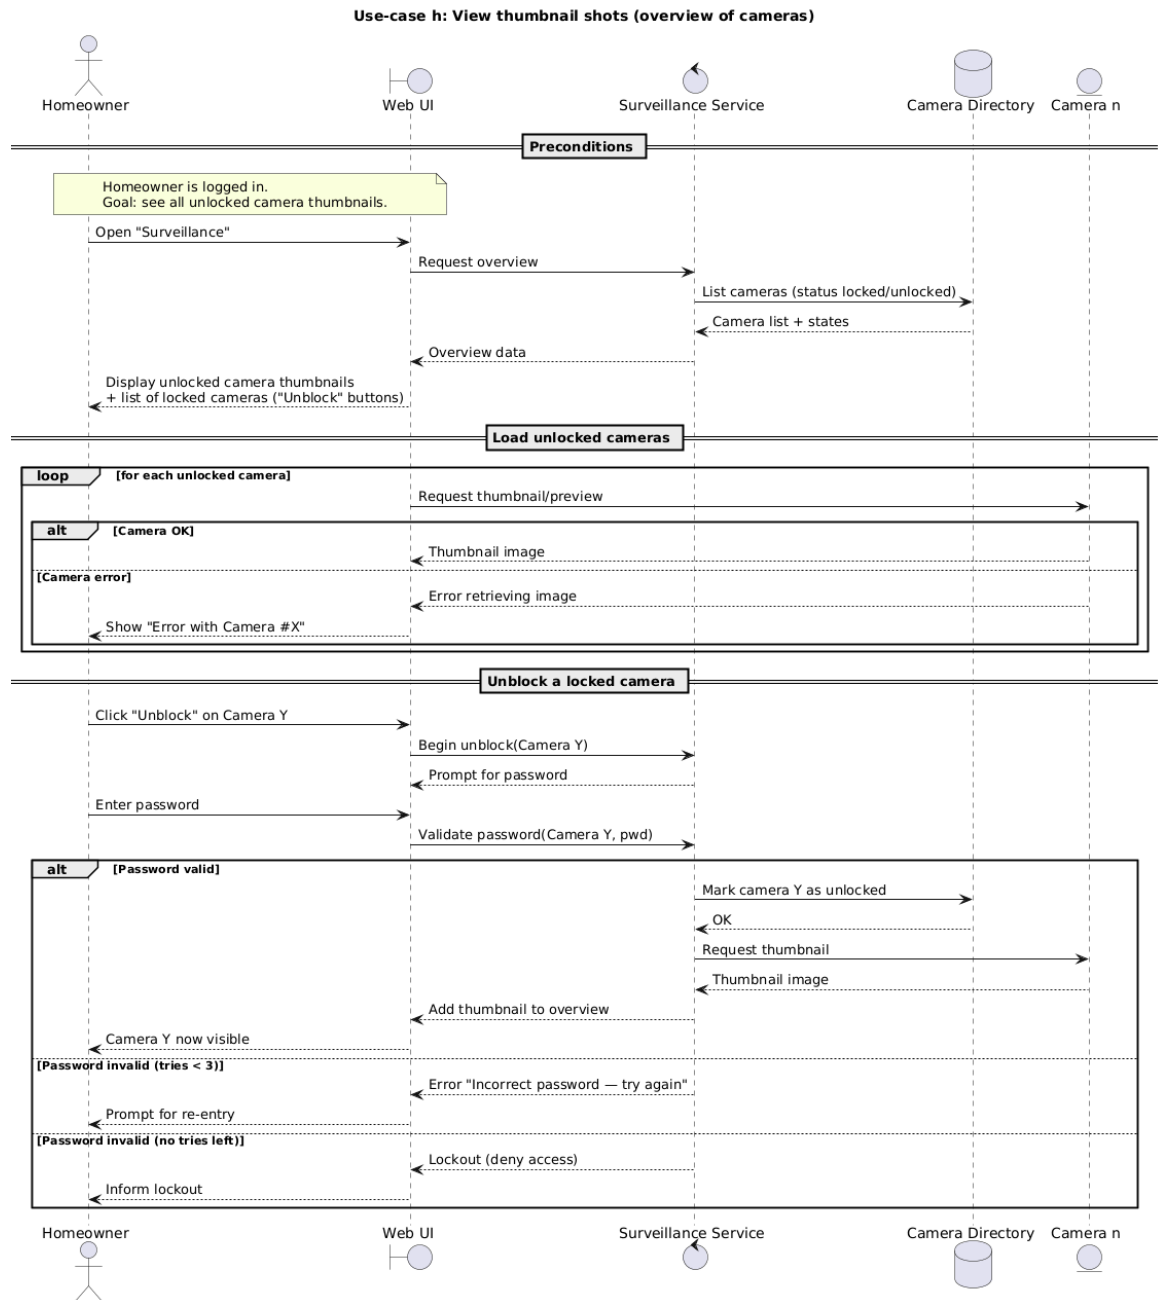 Use-case h: View thumbnail shots (overview of cameras)
Homeowner
Web UI
Surveillance Service
Camera Directory
Camera n
Preconditions
Homeowner is logged in.
Goal: see all unlocked camera thumbnails.
Open "Surveillance"
Request overview
List cameras (status locked/unlocked)
Camera list + states
Overview data
Display unlocked camera thumbnails
+ list of locked cameras ("Unblock" buttons)
Load unlocked cameras
loop [for each unlocked camera]
Request thumbnail/preview
alt [Camera OK]
Thumbnail image
[Camera error]
Error retrieving image
Show "Error with Camera #X"
Unblock a locked camera
Click "Unblock" on Camera Y
Begin unblock(Camera Y)
Prompt for password
Enter password
Validate password(Camera Y, pwd)
alt [Password valid]
Mark camera Y as unlocked
OK
Request thumbnail
Thumbnail image
Add thumbnail to overview
Camera Y now visible
[Password invalid (tries < 3)]
Error "Incorrect password — try again"
Prompt for re-entry
[Password invalid (no tries left)]
Lockout (deny access)
Inform lockout
Homeowner
Web UI
Surveillance Service
Camera Directory
Camera n